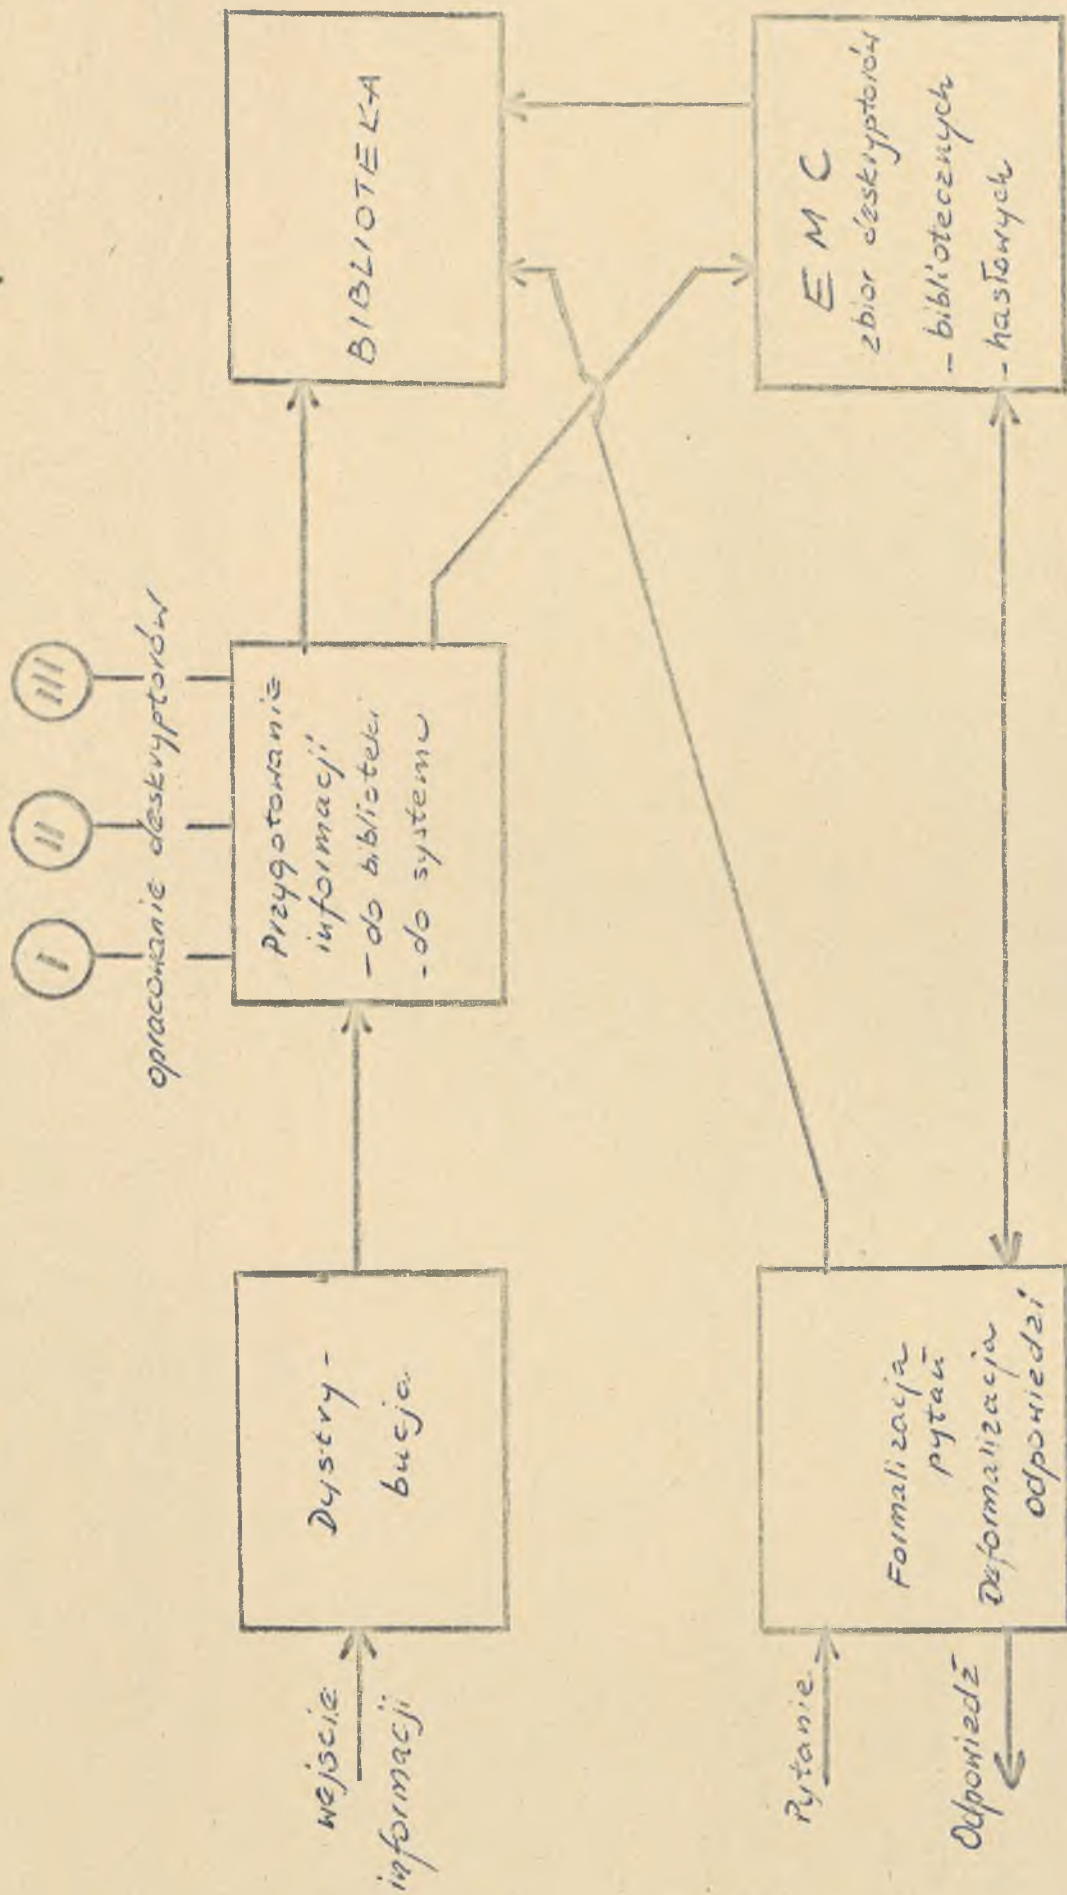 I
II
III
opracowanie deskryptorów
wejście
informacji
Dystry-
bucja
Przygotowanie
informacji
- do biblioteki
- do systemu
BIBLIOTEKA
Pytanie
Odpowiedź
Formalizacja
pytań
Deformalizacja
odpowiedzi
EMC
zbior deskryptorów
- bibliotecznych
- hasłowych